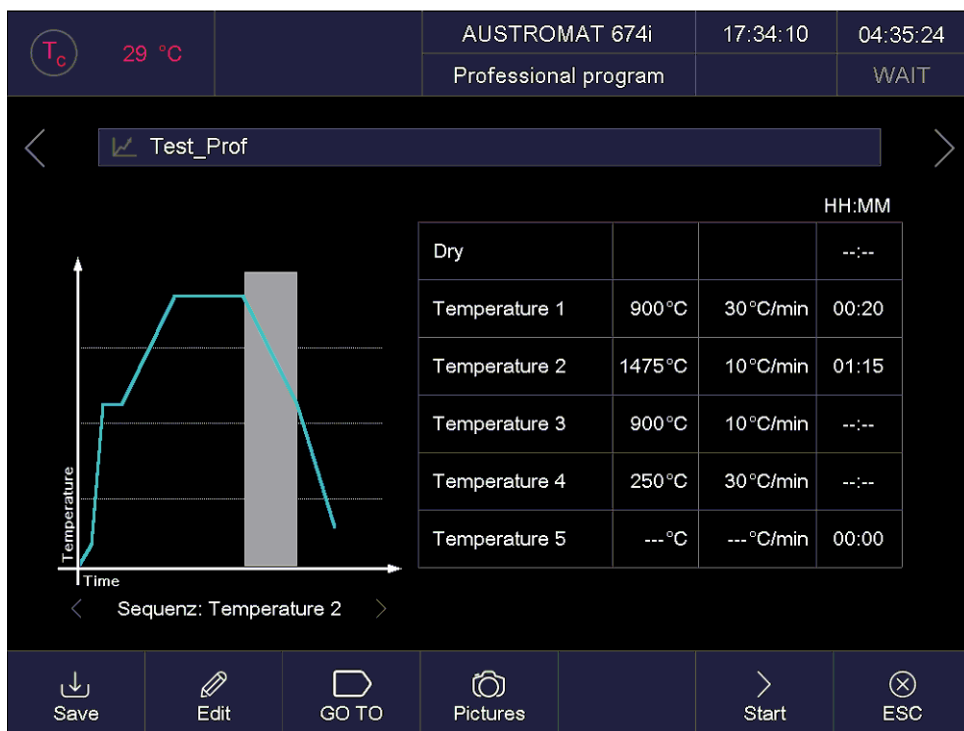 Tc 29 °C
AUSTROMAT 674i 17:34:10 04:35:24
Professional program WAIT
Test_Prof
HH:MM
Dry --:--
Temperature 1 900°C 30°C/min 00:20
Temperature 2 1475°C 10°C/min 01:15
Temperature 3 900°C 10°C/min --:--
Temperature 4 250°C 30°C/min --:--
Temperature 5 ---°C ---°C/min 00:00
Temperature
Time
< Sequenz: Temperature 2 >
Save Edit GO TO Pictures Start ESC